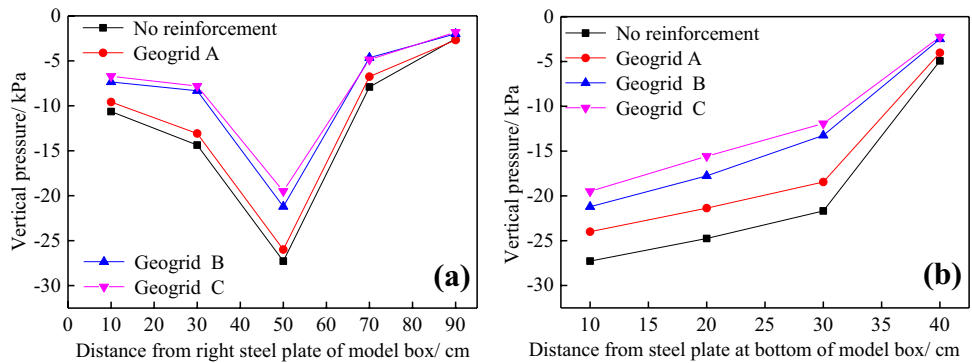 0
-5
-10
-15
-20
-25
-30
Vertical pressure/ kPa
No reinforcement
Geogrid A
Geogrid B
Geogrid C
(a)
0 10 20 30 40 50 60 70 80 90
Distance from right steel plate of model box/ cm
0
-5
-10
-15
-20
-25
-30
Vertical pressure/ kPa
No reinforcement
Geogrid A
Geogrid B
Geogrid C
(b)
10 15 20 25 30 35 40
Distance from steel plate at bottom of model box/ cm